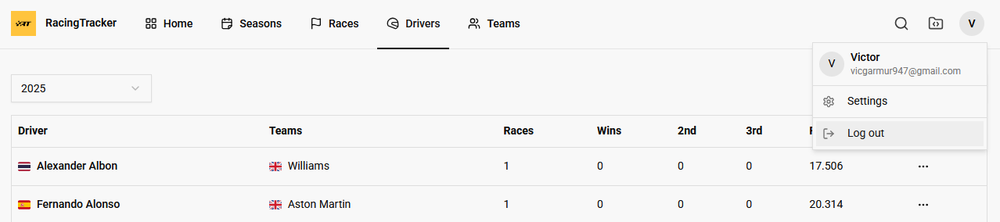 RacingTracker Home Seasons Races Drivers Teams V
V Victor
vicgarmur947@gmail.com
2025
Settings
Driver Teams Races Wins 2nd 3rd
Log out
Alexander Albon Williams 1 0 0 0 17.506
Fernando Alonso Aston Martin 1 0 0 0 20.314